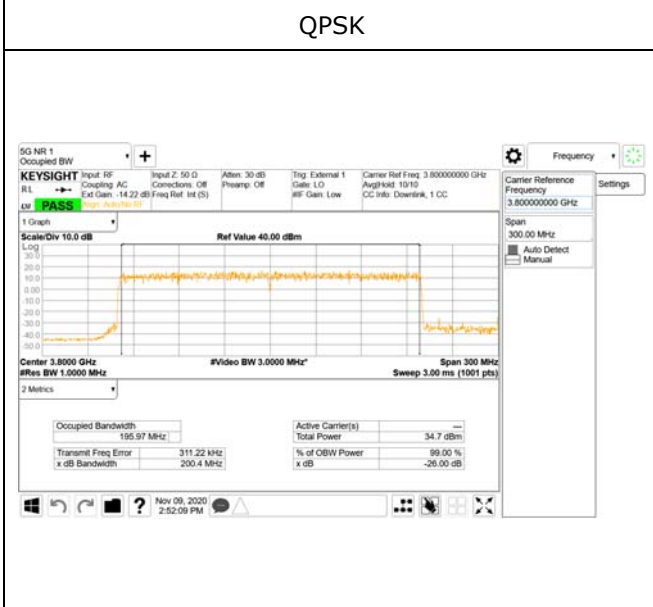 QPSK
5G NR 1
Occupied BW
Frequency
KEYSIGHT
Input: RF
Input Z: 50 Ω
Atten: 30 dB
Trig: External 1
Carrier Ref Freq: 3.800000000 GHz
RL
Coupling: AC
Corrections: Off
Preamp: Off
Gate: LO
Avg|Hold: 10/10
Ext Gain: -14.22 dB
Freq Ref: Int (S)
#IF Gain: Low
CC Info: Downlink, 1 CC
PASS
Align: Auto/No RF
Carrier Reference
Frequency
3.800000000 GHz
Settings
Span
300.00 MHz
Auto Detect
Manual
1 Graph
Scale/Div 10.0 dB
Ref Value 40.00 dBm
Log
30.0
20.0
10.0
0.00
-10.0
-20.0
-30.0
-40.0
-50.0
Center 3.8000 GHz
#Video BW 3.0000 MHz*
Span 300 MHz
#Res BW 1.0000 MHz
Sweep 3.00 ms (1001 pts)
2 Metrics
Occupied Bandwidth
195.97 MHz
Transmit Freq Error 311.22 kHz
x dB Bandwidth 200.4 MHz
Active Carrier(s) ---
Total Power 34.7 dBm
% of OBW Power 99.00 %
x dB -26.00 dB
Nov 09, 2020
2:52:09 PM